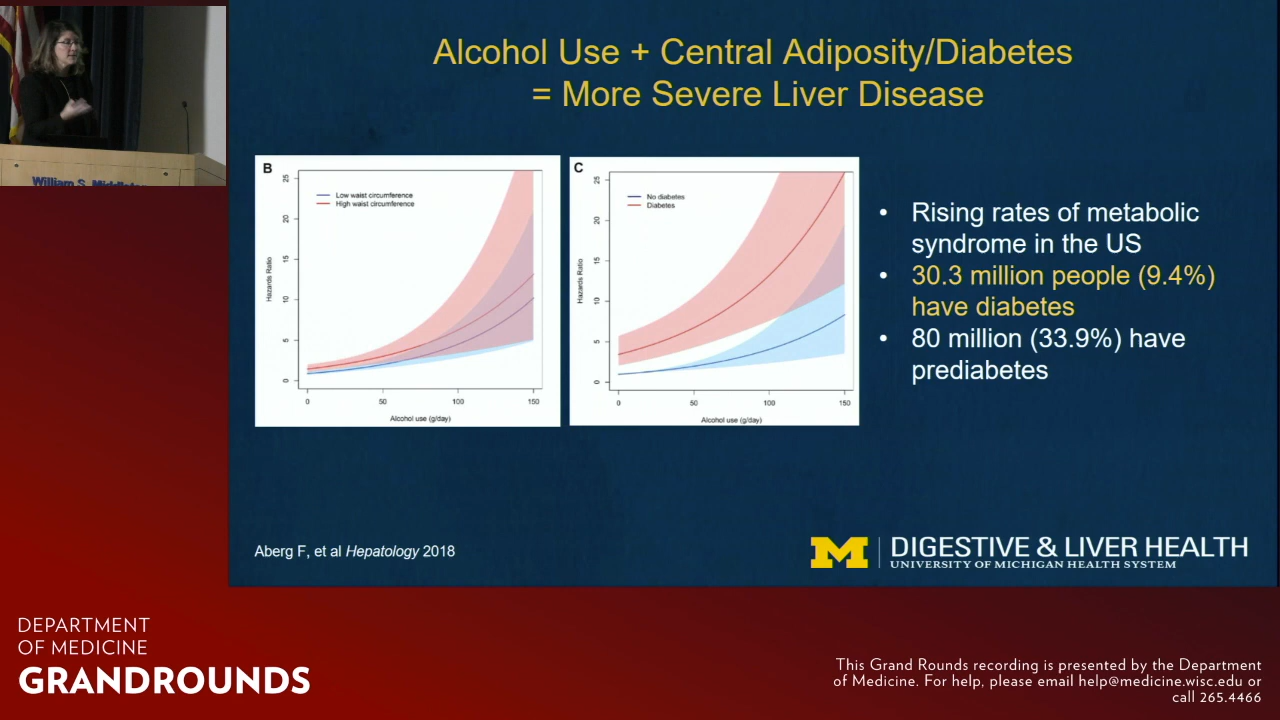 Alcohol Use + Central Adiposity/Diabetes
= More Severe Liver Disease
William S. Middle
B
Low waist circumference
High waist circumference
Hazards Ratio
25
20
15
10
5
0
0 50 100 150
Alcohol use (g/day)
C
No diabetes
Diabetes
Hazards Ratio
25
20
15
10
5
0
0 50 100 150
Alcohol use (g/day)
• Rising rates of metabolic
syndrome in the US
• 30.3 million people (9.4%)
have diabetes
• 80 million (33.9%) have
prediabetes
Aberg F, et al Hepatology 2018
M DIGESTIVE & LIVER HEALTH
UNIVERSITY OF MICHIGAN HEALTH SYSTEM
DEPARTMENT
OF MEDICINE
GRANDROUNDS
This Grand Rounds recording is presented by the Department
of Medicine. For help, please email help@medicine.wisc.edu or
call 265.4466